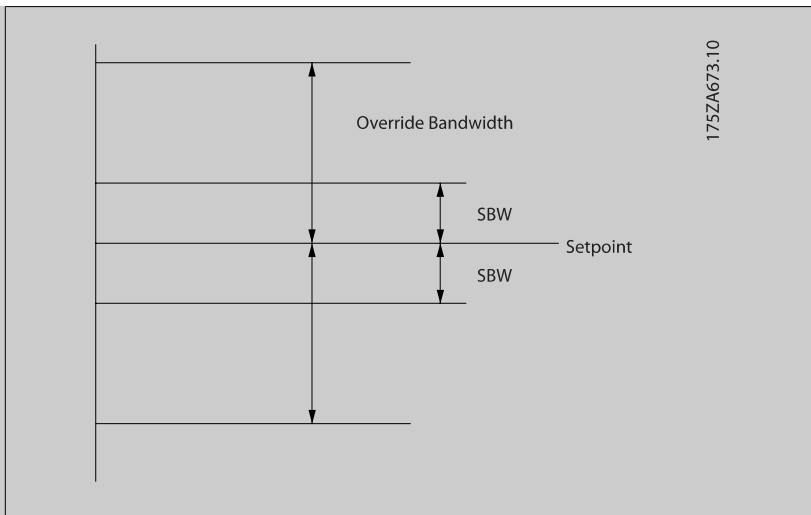 175ZA673.10
Override Bandwidth
SBW
Setpoint
SBW